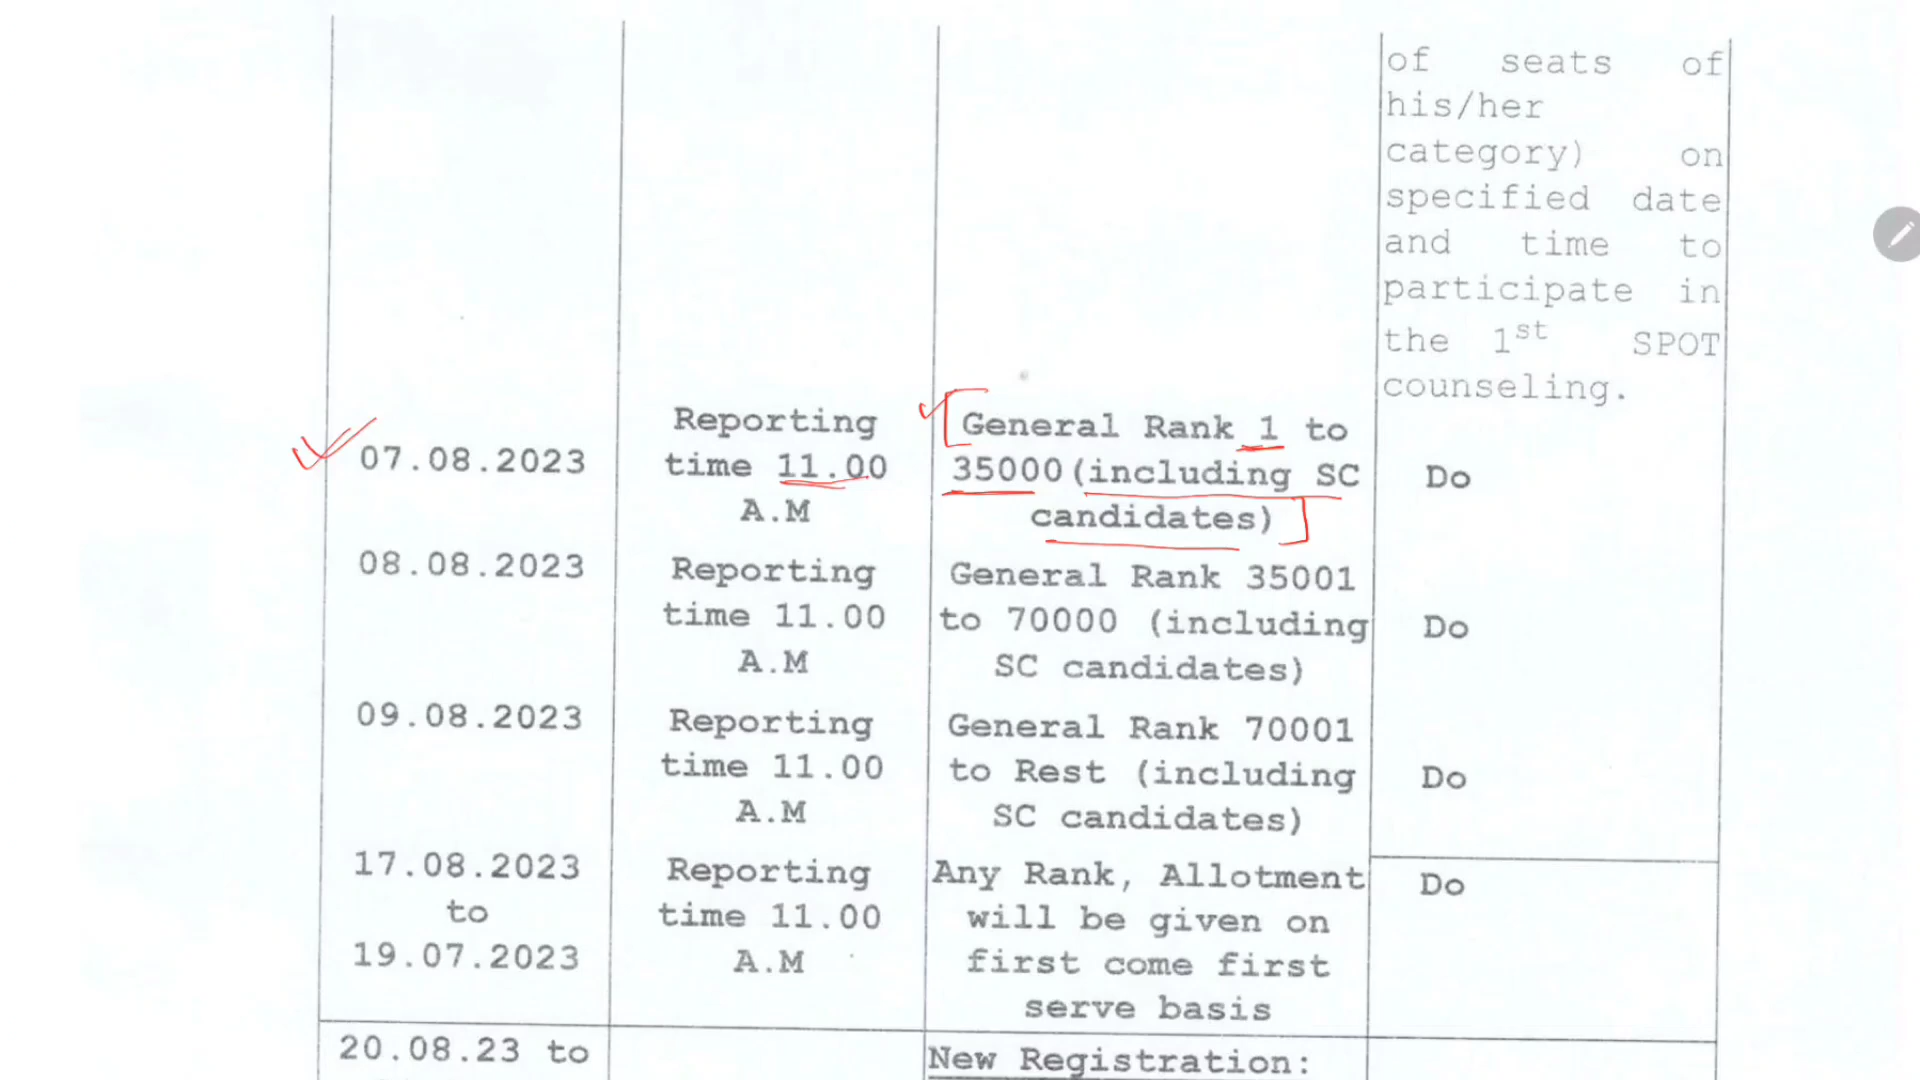 of seats of
his/her
category) on
specified date
and time to
participate in
the 1st SPOT
counseling.
07.08.2023
Reporting
time 11.00
A.M
General Rank 1 to
35000(including SC
candidates)
Do
08.08.2023
Reporting
time 11.00
A.M
General Rank 35001
to 70000 (including
SC candidates)
Do
09.08.2023
Reporting
time 11.00
A.M
General Rank 70001
to Rest (including
SC candidates)
Do
17.08.2023
to
19.07.2023
Reporting
time 11.00
A.M
Any Rank, Allotment
will be given on
first come first
serve basis
Do
20.08.23 to
New Registration: